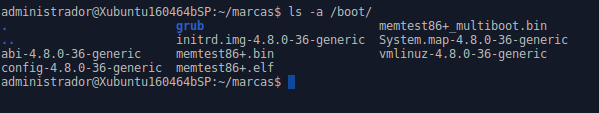 administrador@Xubuntu160464bSP:~/marcas$ ls -a /boot/
. grub memtest86+_multiboot.bin
.. initrd.img-4.8.0-36-generic System.map-4.8.0-36-generic
abi-4.8.0-36-generic memtest86+.bin vmlinuz-4.8.0-36-generic
config-4.8.0-36-generic memtest86+.elf
administrador@Xubuntu160464bSP:~/marcas$